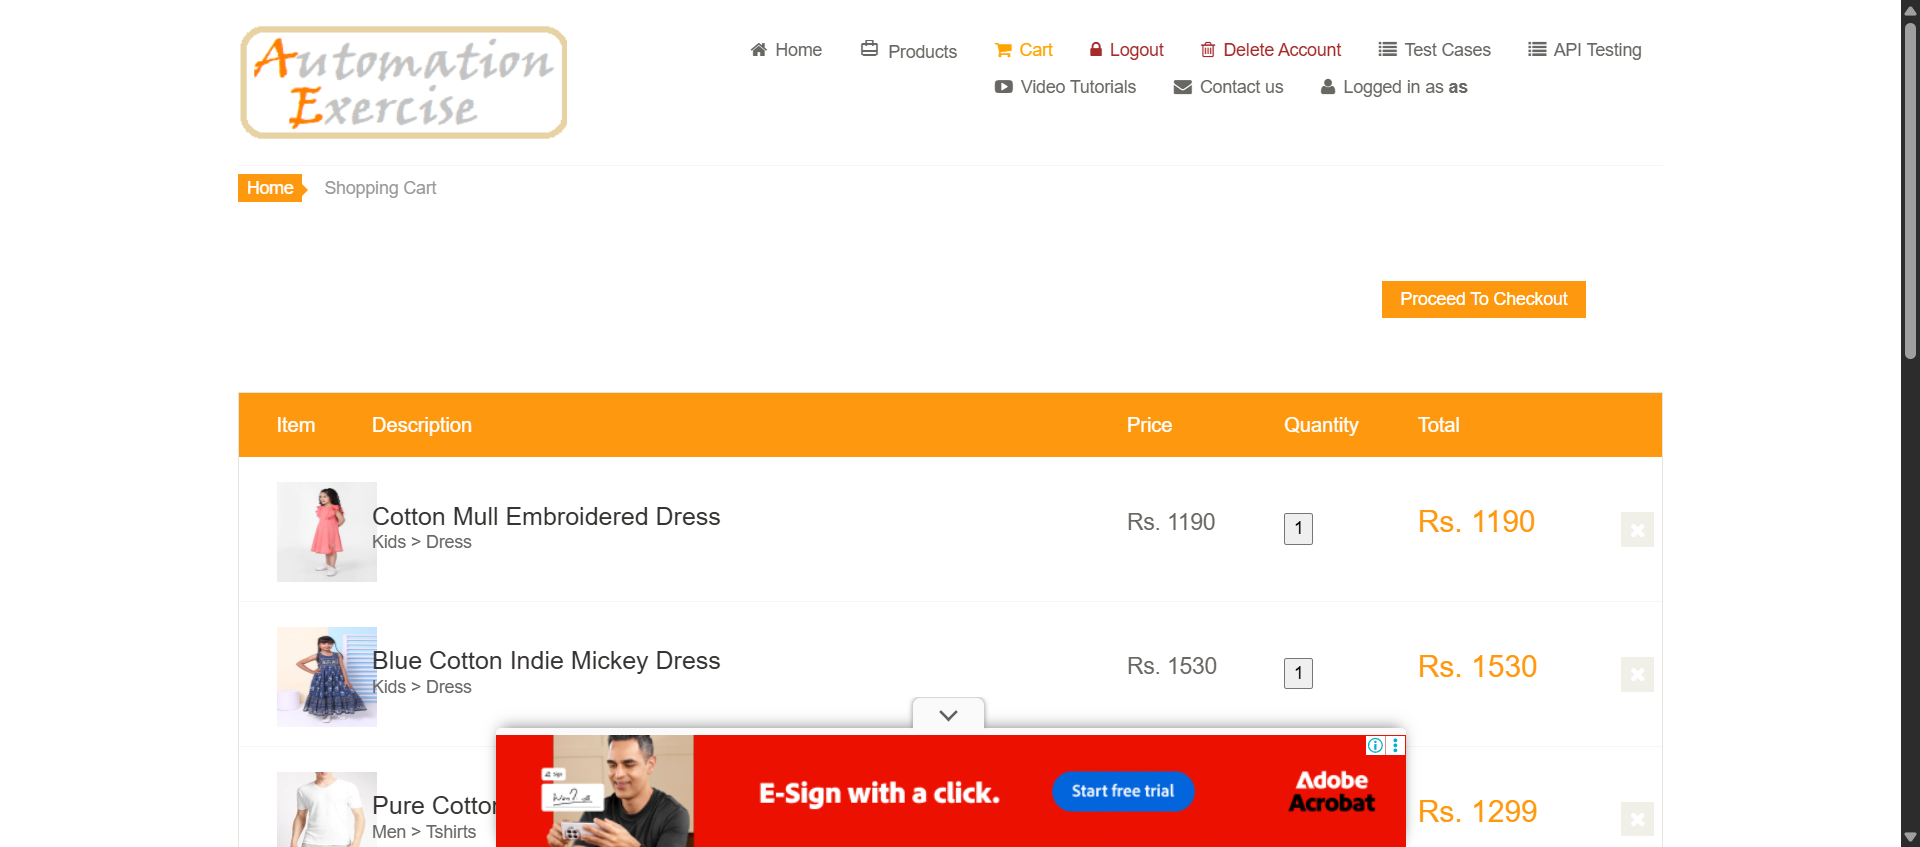 Automation
Exercise
Home
Products
Cart
Logout
Delete Account
Test Cases
API Testing
Video Tutorials
Contact us
Logged in as as
Home
Shopping Cart
Proceed To Checkout
Item Description Price Quantity Total
Cotton Mull Embroidered Dress
Kids > Dress
Rs. 1190
1
Rs. 1190
Blue Cotton Indie Mickey Dress
Kids > Dress
Rs. 1530
1
Rs. 1530
Pure Cotton
Men > Tshirts
Rs. 1299
Sign
E-Sign with a click.
Start free trial
Adobe
Acrobat